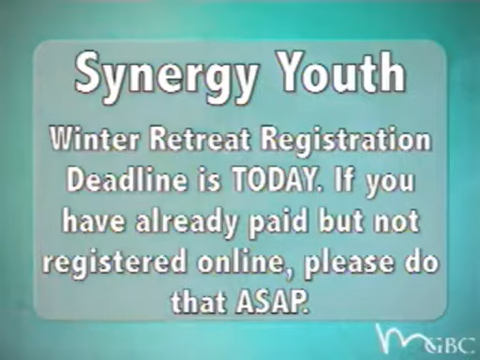 Synergy Youth
Winter Retreat Registration
Deadline is TODAY. If you
have already paid but not
registered online, please do
that ASAP.
GBC